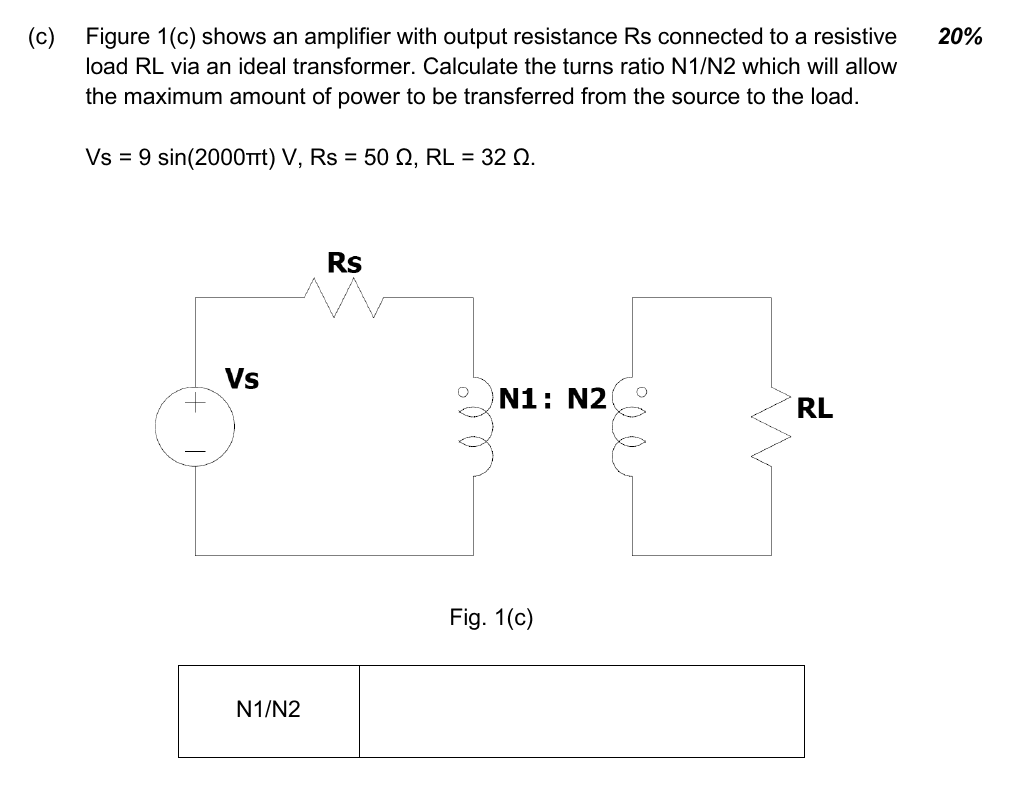 (c) Figure 1(c) shows an amplifier with output resistance Rs connected to a resistive 20%
load RL via an ideal transformer. Calculate the turns ratio N1/N2 which will allow
the maximum amount of power to be transferred from the source to the load.
Vs = 9 sin(2000πt) V, Rs = 50 Ω, RL = 32 Ω.
Rs
Vs
+
N1 : N2
RL
−
Fig. 1(c)
N1/N2